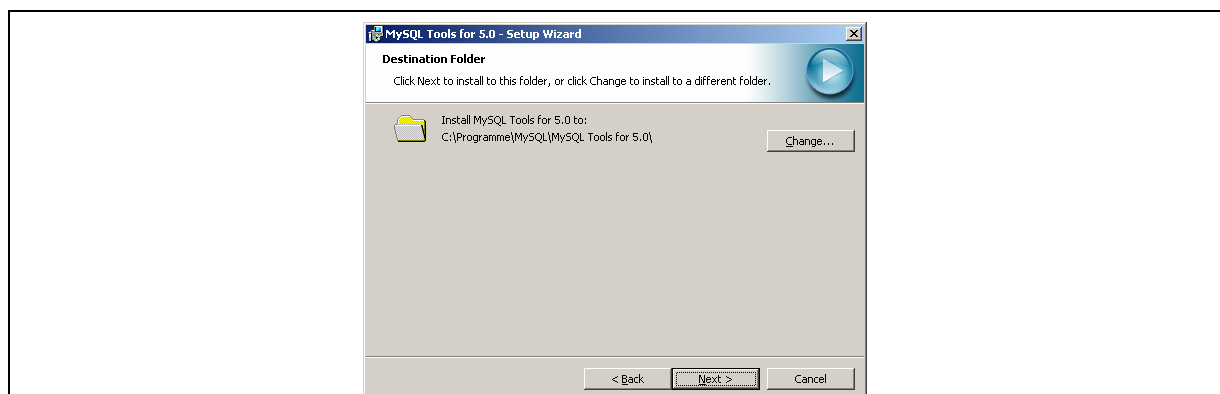 MySQL Tools for 5.0 - Setup Wizard
Destination Folder
Click Next to install to this folder, or click Change to install to a different folder.
Install MySQL Tools for 5.0 to:
C:\Programme\MySQL\MySQL Tools for 5.0\
Change...
< Back Next > Cancel